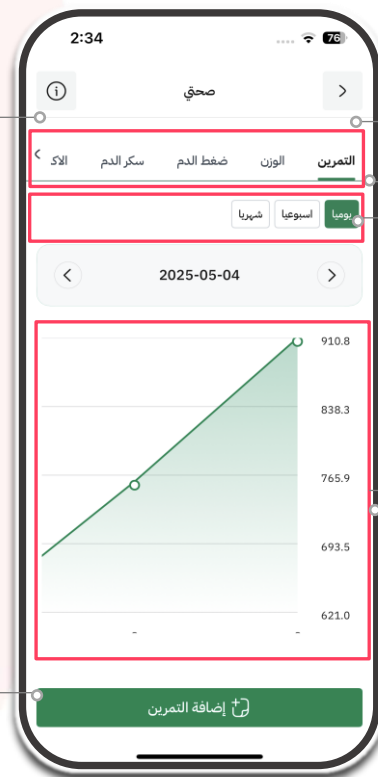 2:34
76
صحتي
التمرين الوزن ضغط الدم سكر الدم الاك
يوميا اسبوعيا شهريا
2025-05-04
910.8
838.3
765.9
693.5
621.0
- -
إضافة التمرين